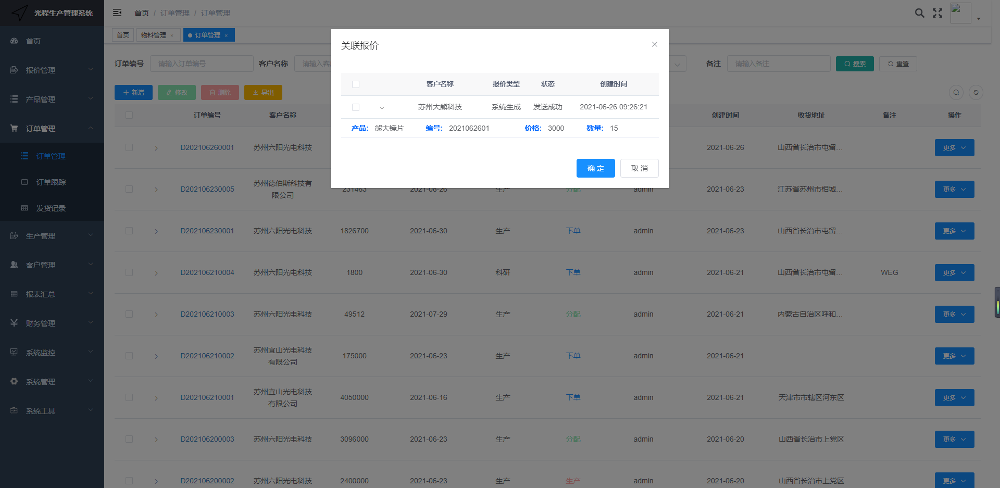 光程生产管理系统
首页 / 订单管理 / 订单管理
首页
物料管理 ×
订单管理 ×
首页
报价管理
产品管理
订单管理
订单管理
订单跟踪
发货记录
生产管理
客户管理
报表汇总
财务管理
系统监控
系统管理
系统工具
订单编号 请输入订单编号 客户名称 请输入客 备注 请输入备注 搜索 重置
新增 修改 删除 导出
关联报价
客户名称 报价类型 状态 创建时间
苏州大熊科技 系统生成 发送成功 2021-06-26 09:26:21
产品: 熊大镜片 编号: 2021062601 价格: 3000 数量: 15
确 定 取 消
订单编号 客户名称 创建时间 收货地址 备注 操作
D202106260001 苏州六阳光电科技 2021-06-26 山西省长治市屯留... 更多
D202106230005 苏州德伯斯科技有限公司 231463 2021-08-26 生产 分配 admin 2021-06-23 江苏省苏州市相城... 更多
D202106230001 苏州六阳光电科技 1826700 2021-06-30 生产 下单 admin 2021-06-23 山西省长治市屯留... 更多
D202106210004 苏州六阳光电科技 1800 2021-06-30 科研 下单 admin 2021-06-21 山西省长治市屯留... WEG 更多
D202106210003 苏州六阳光电科技 49512 2021-07-29 生产 分配 admin 2021-06-21 内蒙古自治区呼和... 更多
D202106210002 苏州宜山光电科技有限公司 175000 2021-06-23 生产 下单 admin 2021-06-21 更多
D202106210001 苏州宜山光电科技有限公司 4050000 2021-06-16 生产 下单 admin 2021-06-21 天津市市辖区河东区 更多
D202106200003 苏州六阳光电科技 3096000 2021-06-23 生产 分配 admin 2021-06-20 山西省长治市上党区 更多
D202106200002 苏州六阳光电科技 2400000 2021-06-23 生产 生产 admin 2021-06-20 山西省长治市上党区 更多